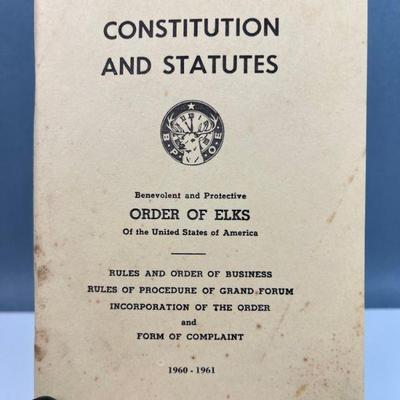 CONSTITUTION
AND STATUTES
B P O E
Benevolent and Protective
ORDER OF ELKS
Of the United States of America
RULES AND ORDER OF BUSINESS
RULES OF PROCEDURE OF GRAND FORUM
INCORPORATION OF THE ORDER
and
FORM OF COMPLAINT
1960 - 1961